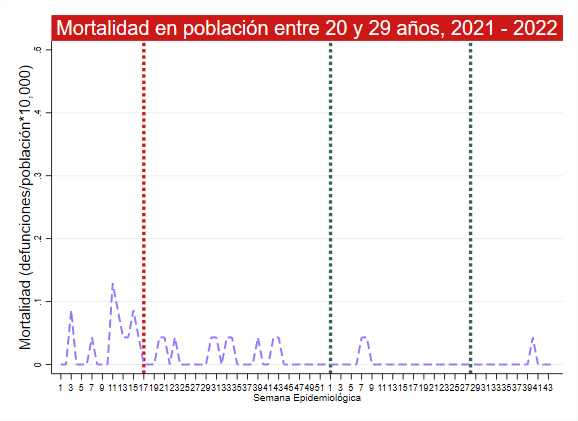 Mortalidad en población entre 20 y 29 años, 2021 - 2022
Mortalidad (defunciones/población*10,000)
.6
.4
.3
.2
.1
0
1 3 5 7 9 11 13 15 17 19 21 23 25 27 29 31 33 35 37 39 41 43 45 47 49 51 1 3 5 7 9 11 13 15 17 19 21 23 25 27 29 31 33 35 37 39 41 43
Semana Epidemiológica